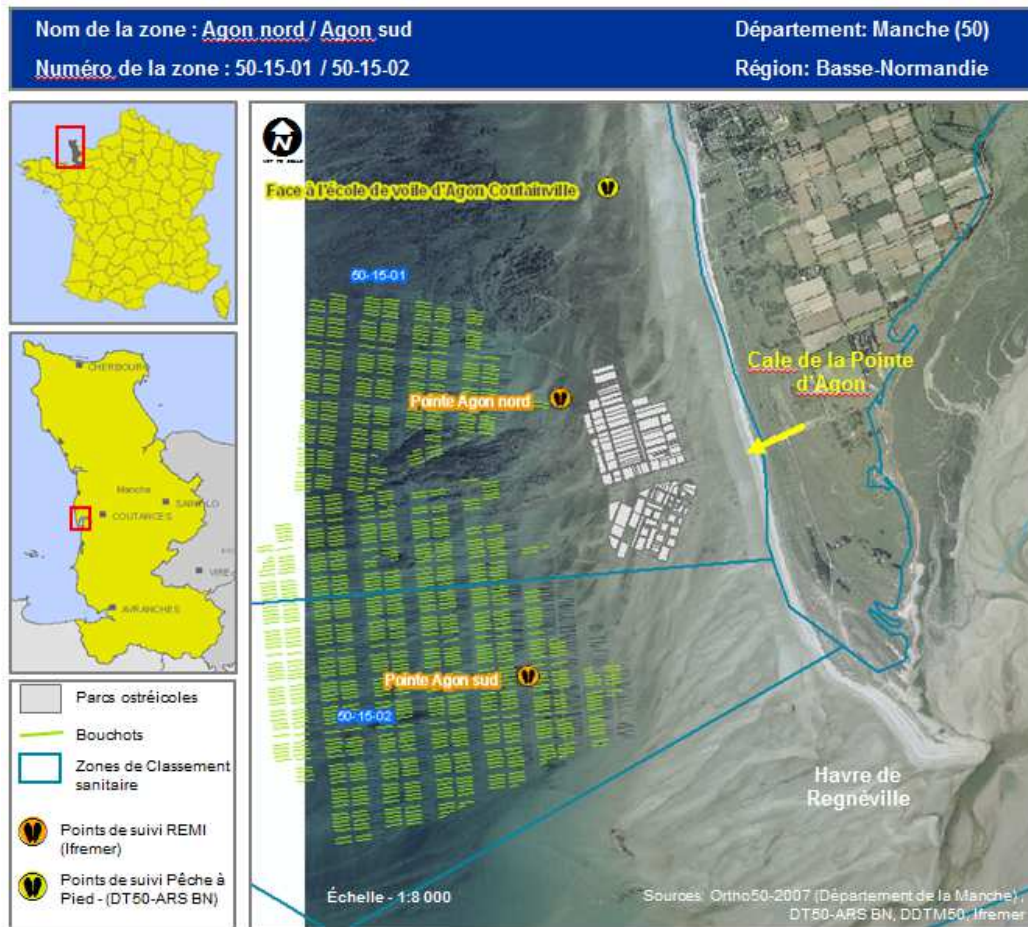 Nom de la zone : Agon nord / Agon sud
Département: Manche (50)
Numéro de la zone : 50-15-01 / 50-15-02
Région: Basse-Normandie
N
Face à l'école de voile d'Agon Coutainville
50-15-01
Cale de la Pointe
d'Agon
Pointe Agon nord
CHERBOURG
Manche
COUTANCES
AVRANCHES
Pointe Agon sud
50-15-02
Havre de
Regnéville
Parcs ostréicoles
Bouchots
Zones de Classement
sanitaire
Points de suivi REMI
(Ifremer)
Points de suivi Pêche à
Pied - (DT50-ARS BN)
Échelle - 1:8 000
Sources: Ortho50-2007 (Département de la Manche) ,
DT50-ARS BN, DDTM50, Ifremer